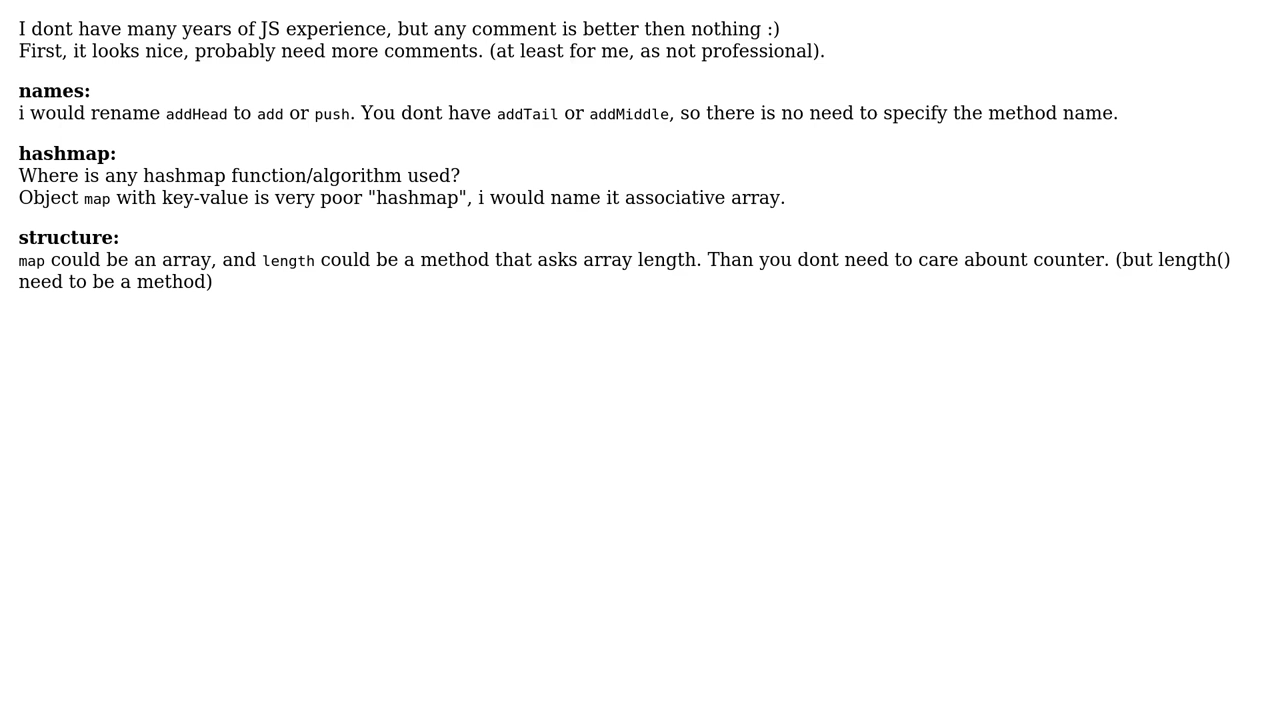 I dont have many years of JS experience, but any comment is better then nothing :)
First, it looks nice, probably need more comments. (at least for me, as not professional).
names:
i would rename addHead to add or push. You dont have addTail or addMiddle, so there is no need to specify the method name.
hashmap:
Where is any hashmap function/algorithm used?
Object map with key-value is very poor "hashmap", i would name it associative array.
structure:
map could be an array, and length could be a method that asks array length. Than you dont need to care abount counter. (but length()
need to be a method)